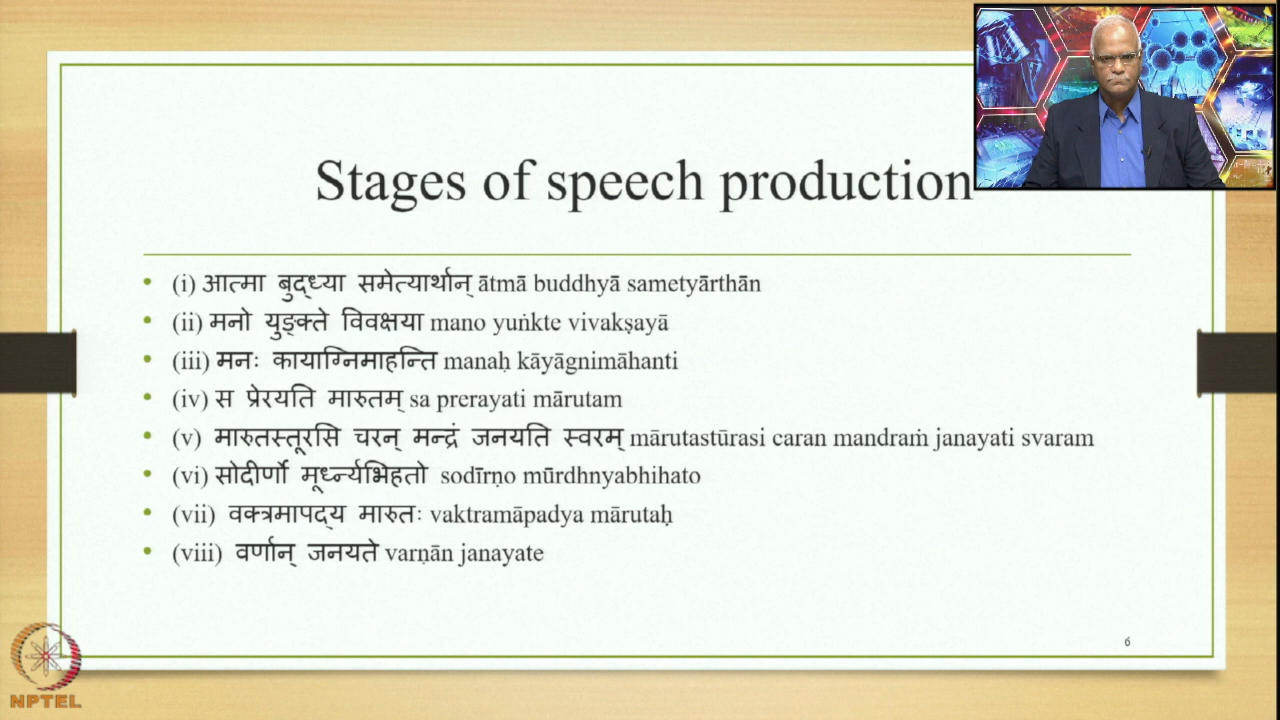 Stages of speech production
• (i) आत्मा बुद्ध्या समेत्यार्थान् ātmā buddhyā sametyārthān
• (ii) मनो युङ्क्ते विवक्षया mano yuṅkte vivakṣayā
• (iii) मनः कायाग्निमाहन्ति manaḥ kāyāgnimāhanti
• (iv) स प्रेरयति मारुतम् sa prerayati mārutam
• (v) मारुतस्तूरसि चरन् मन्द्रं जनयति स्वरम् mārutastūrasi caran mandraṁ janayati svaram
• (vi) सोदीर्णो मूर्ध्न्यभिहतो sodīrṇo mūrdhnyabhihato
• (vii) वक्त्रमापद्य मारुतः vaktramāpadya mārutaḥ
• (viii) वर्णान् जनयते varṇān janayate
6
NPTEL